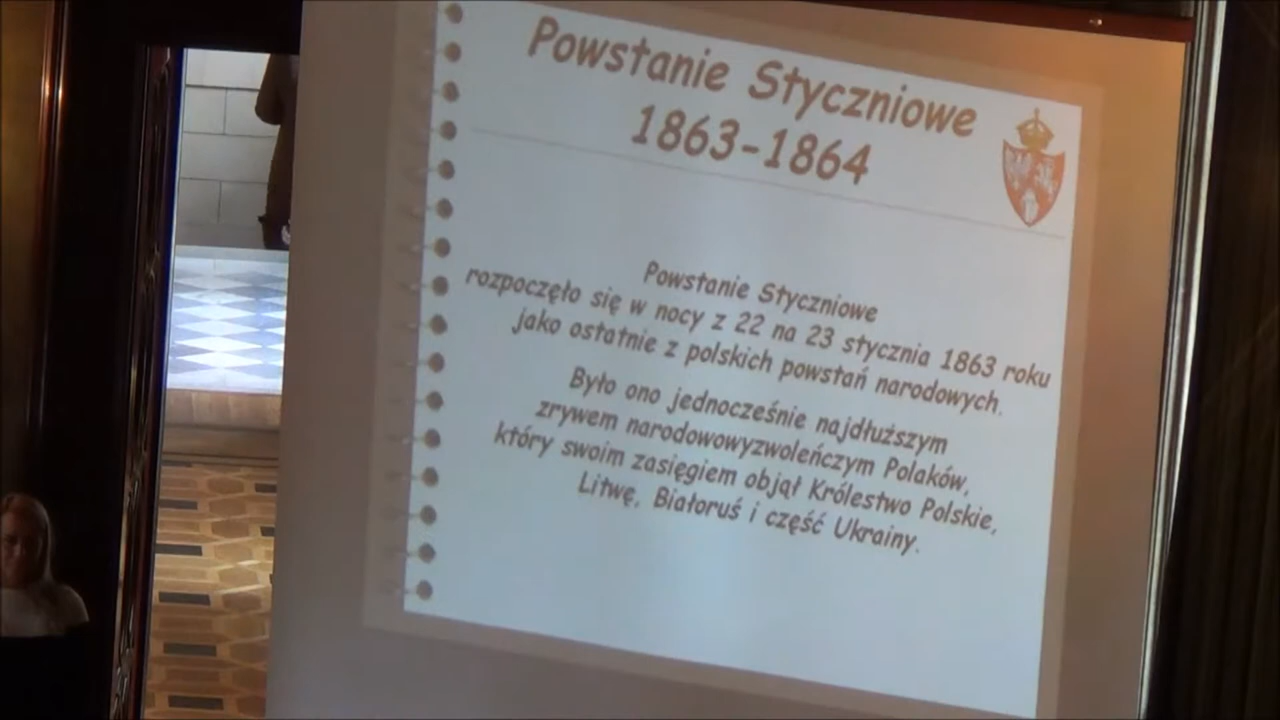 Powstanie Styczniowe
1863-1864
Powstanie Styczniowe
rozpoczęło się w nocy z 22 na 23 stycznia 1863 roku
jako ostatnie z polskich powstań narodowych.
Było ono jednocześnie najdłuższym
zrywem narodowowyzwoleńczym Polaków,
który swoim zasięgiem objął Królestwo Polskie,
Litwę, Białoruś i część Ukrainy.